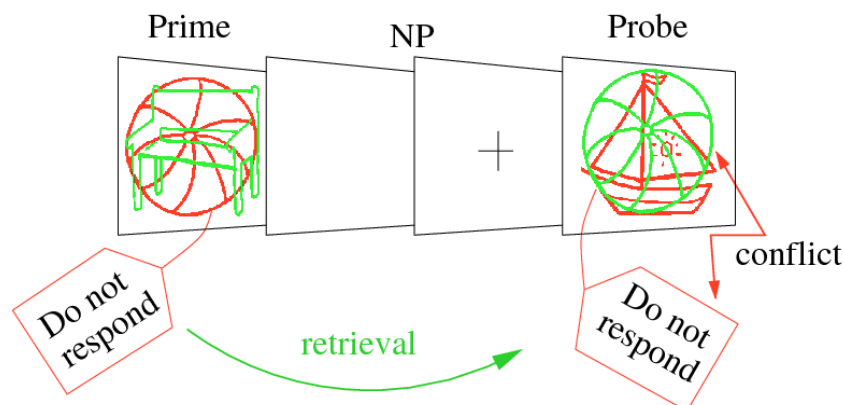 Prime
NP
Probe
conflict
Do not
respond
Do not
respond
retrieval